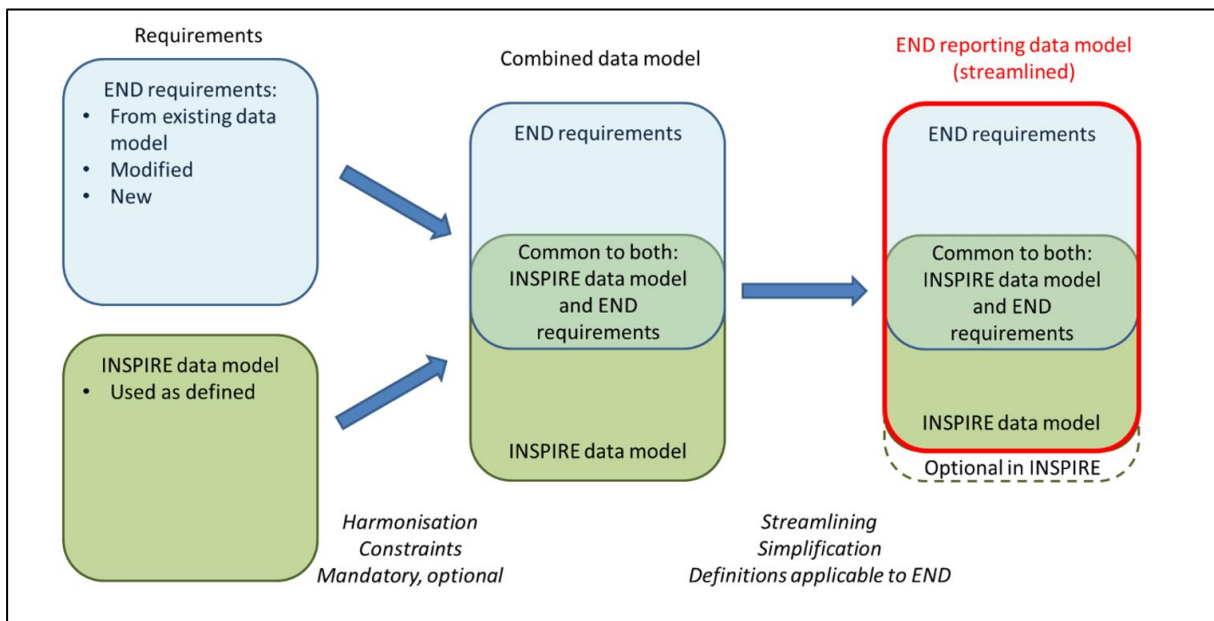 Requirements
END requirements:
• From existing data
model
• Modified
• New
INSPIRE data model
• Used as defined
Combined data model
END requirements
Common to both:
INSPIRE data model
and END
requirements
INSPIRE data model
Harmonisation
Constraints
Mandatory, optional
END reporting data model
(streamlined)
END requirements
Common to both:
INSPIRE data model
and END
requirements
INSPIRE data model
Optional in INSPIRE
Streamlining
Simplification
Definitions applicable to END